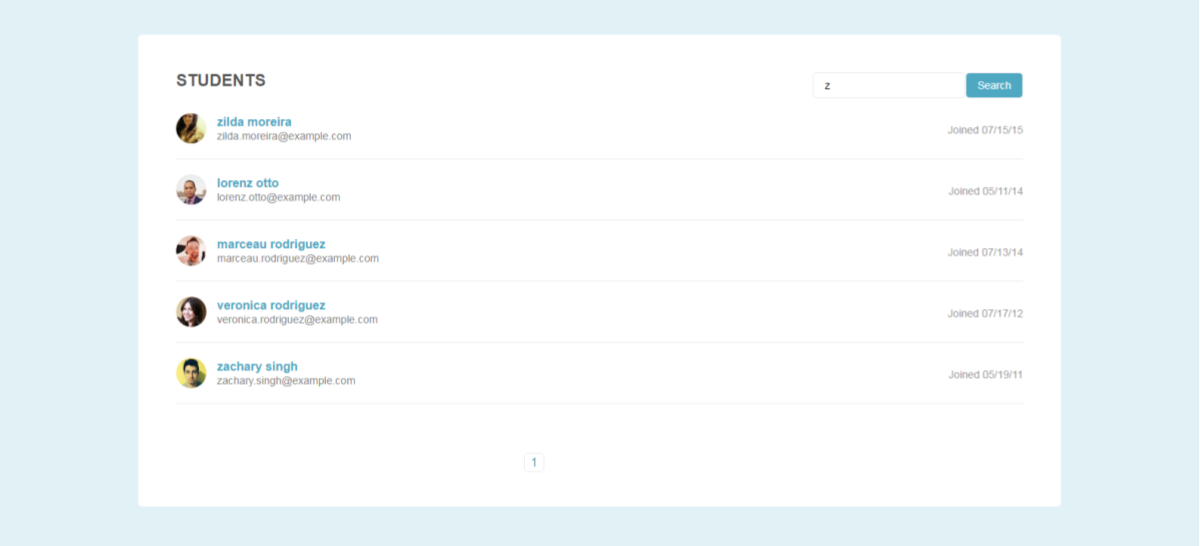 STUDENTS
z
Search
zilda moreira
zilda.moreira@example.com
Joined 07/15/15
lorenz otto
lorenz.otto@example.com
Joined 05/11/14
marceau rodriguez
marceau.rodriguez@example.com
Joined 07/13/14
veronica rodriguez
veronica.rodriguez@example.com
Joined 07/17/12
zachary singh
zachary.singh@example.com
Joined 05/19/11
1